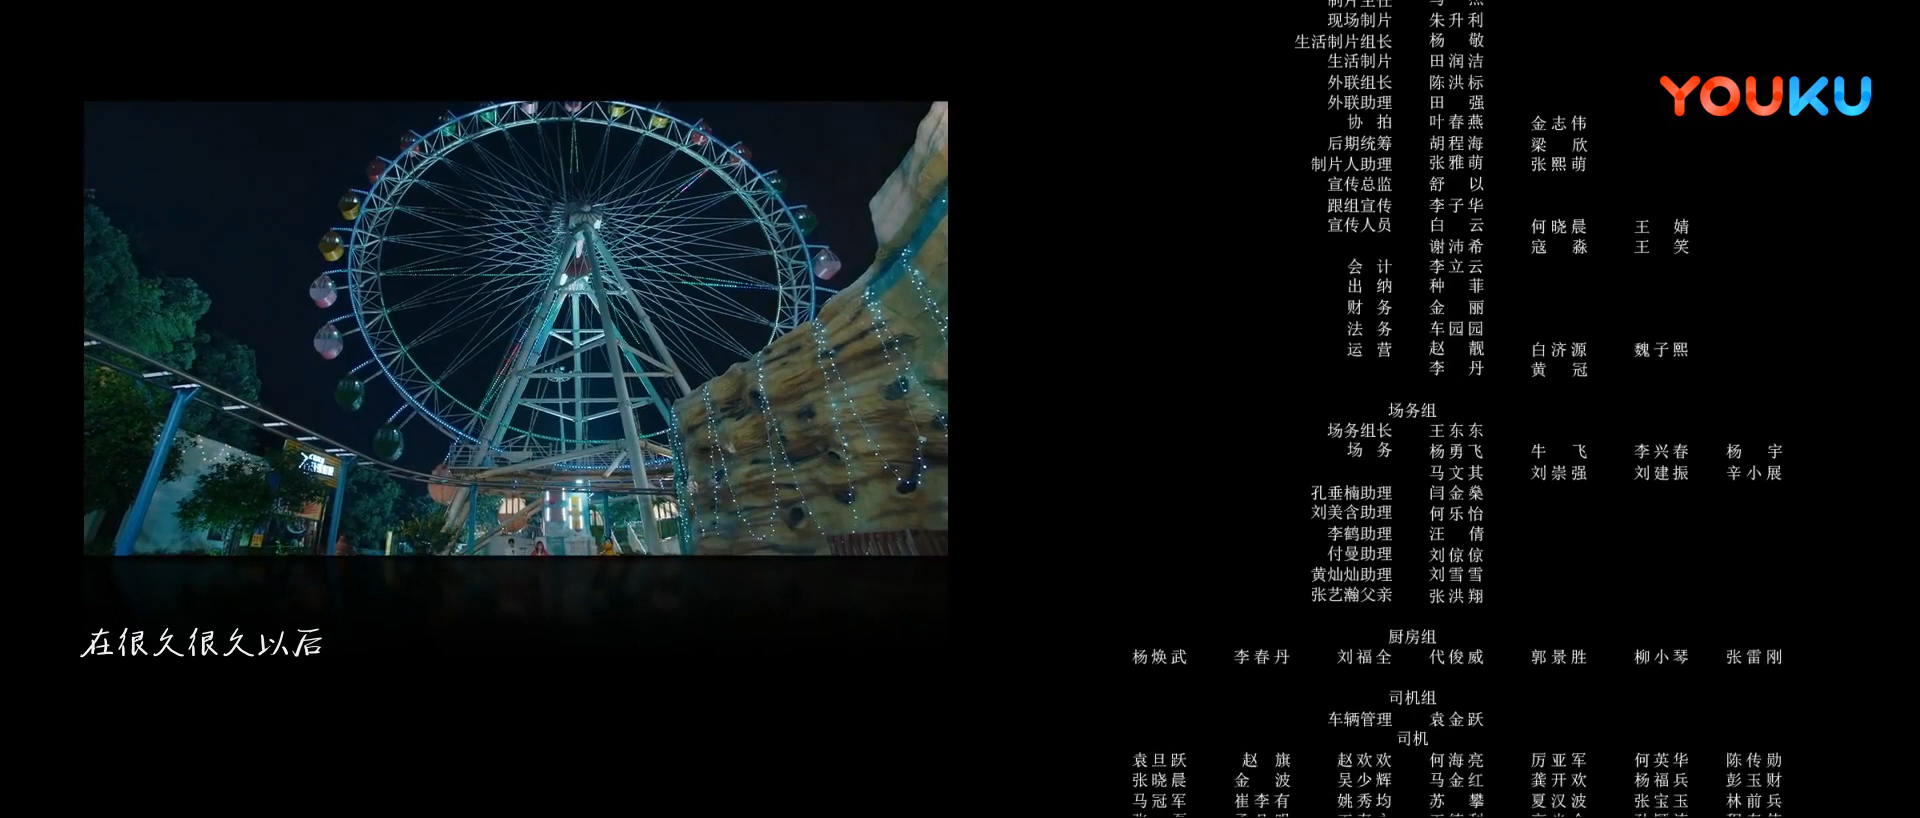 现场制片 朱升利
生活制片组长 杨敬
生活制片 田润洁
外联组长 陈洪标
外联助理 田强
协拍 叶春燕 金志伟
后期统筹 胡程海 梁欣
制片人助理 张雅萌 张熙萌
宣传总监 舒以
跟组宣传 李子华
宣传人员 白云 何晓晨 王婧
谢沛希 寇淼 王笑
会计 李立云
出纳 种菲
财务 金丽
法务 车园园
运营 赵靓 白济源 魏子熙
李丹 黄冠
场务组
场务组长 王东东
场务 杨勇飞 牛飞 李兴春 杨宇
马文其 刘崇强 刘建振 辛小展
孔垂楠助理 闫金燊
刘美含助理 何乐怡
李鹤助理 汪倩
付曼助理 刘倞倞
黄灿灿助理 刘雪雪
张艺瀚父亲 张洪翔
厨房组
杨焕武 李春丹 刘福全 代俊威 郭景胜 柳小琴 张雷刚
司机组
车辆管理 袁金跃
司机
袁旦跃 赵旗 赵欢欢 何海亮 厉亚军 何英华 陈传勋
张晓晨 金波 吴少辉 马金红 龚开欢 杨福兵 彭玉财
马冠军 崔李有 姚秀均 苏攀 夏汉波 张宝玉 林前兵
YOUKU
在很久很久以后